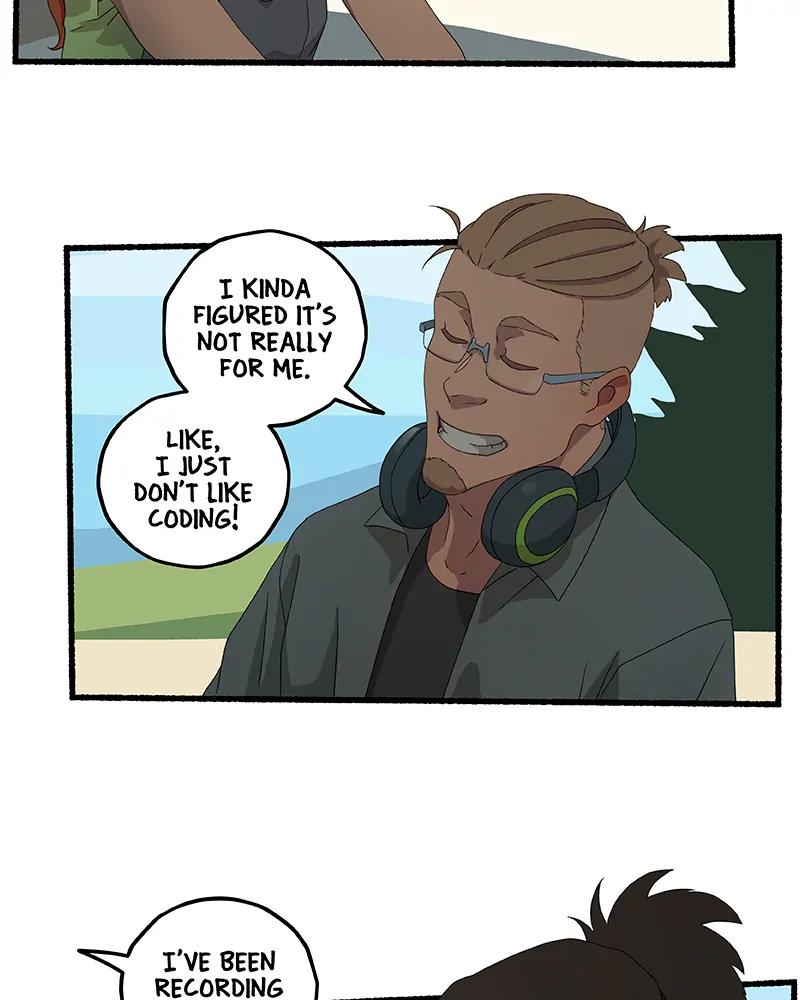 I KINDA
FIGURED IT'S
NOT REALLY
FOR ME.
LIKE,
I JUST
DON'T LIKE
CODING!
I'VE BEEN
RECORDING